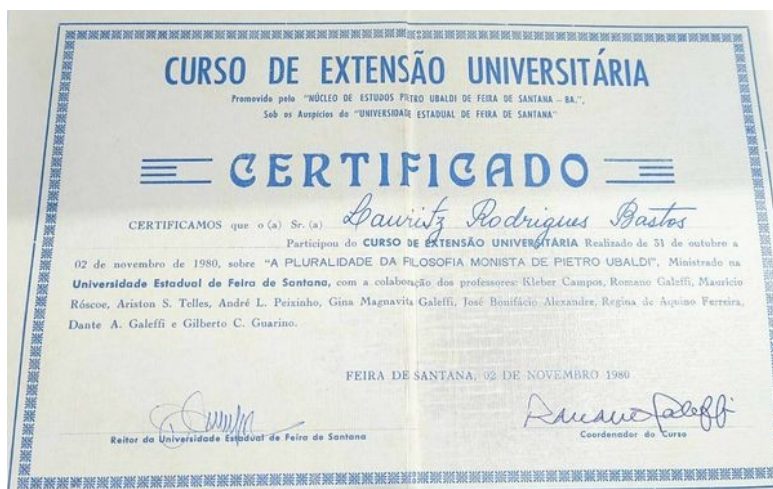 CURSO DE EXTENSÃO UNIVERSITÁRIA
Promovido pelo "NÚCLEO DE ESTUDOS PIETRO UBALDI DE FEIRA DE SANTANA - BA.",
Sob os Auspícios da "UNIVERSIDADE ESTADUAL DE FEIRA DE SANTANA"
CERTIFICADO
CERTIFICAMOS que o (a) Sr. (a) Lauritz Rodrigues Bastos
Participou do CURSO DE EXTENSÃO UNIVERSITÁRIA Realizado de 31 de outubro a
02 de novembro de 1980, sobre "A PLURALIDADE DA FILOSOFIA MONISTA DE PIETRO UBALDI", Ministrado na
Universidade Estadual de Feira de Santana, com a colaboração dos professores: Kleber Campos, Romano Galeffi, Maurício
Róscoe, Ariston S. Telles, André L. Peixinho, Gina Magnavita Galeffi, José Bonifácio Alexandre, Regina de Aquino Ferreira,
Dante A. Galeffi e Gilberto C. Guarino.
FEIRA DE SANTANA, 02 DE NOVEMBRO 1980
Romano Galeffi
Reitor da Universidade Estadual de Feira de Santana
Coordenador do Curso